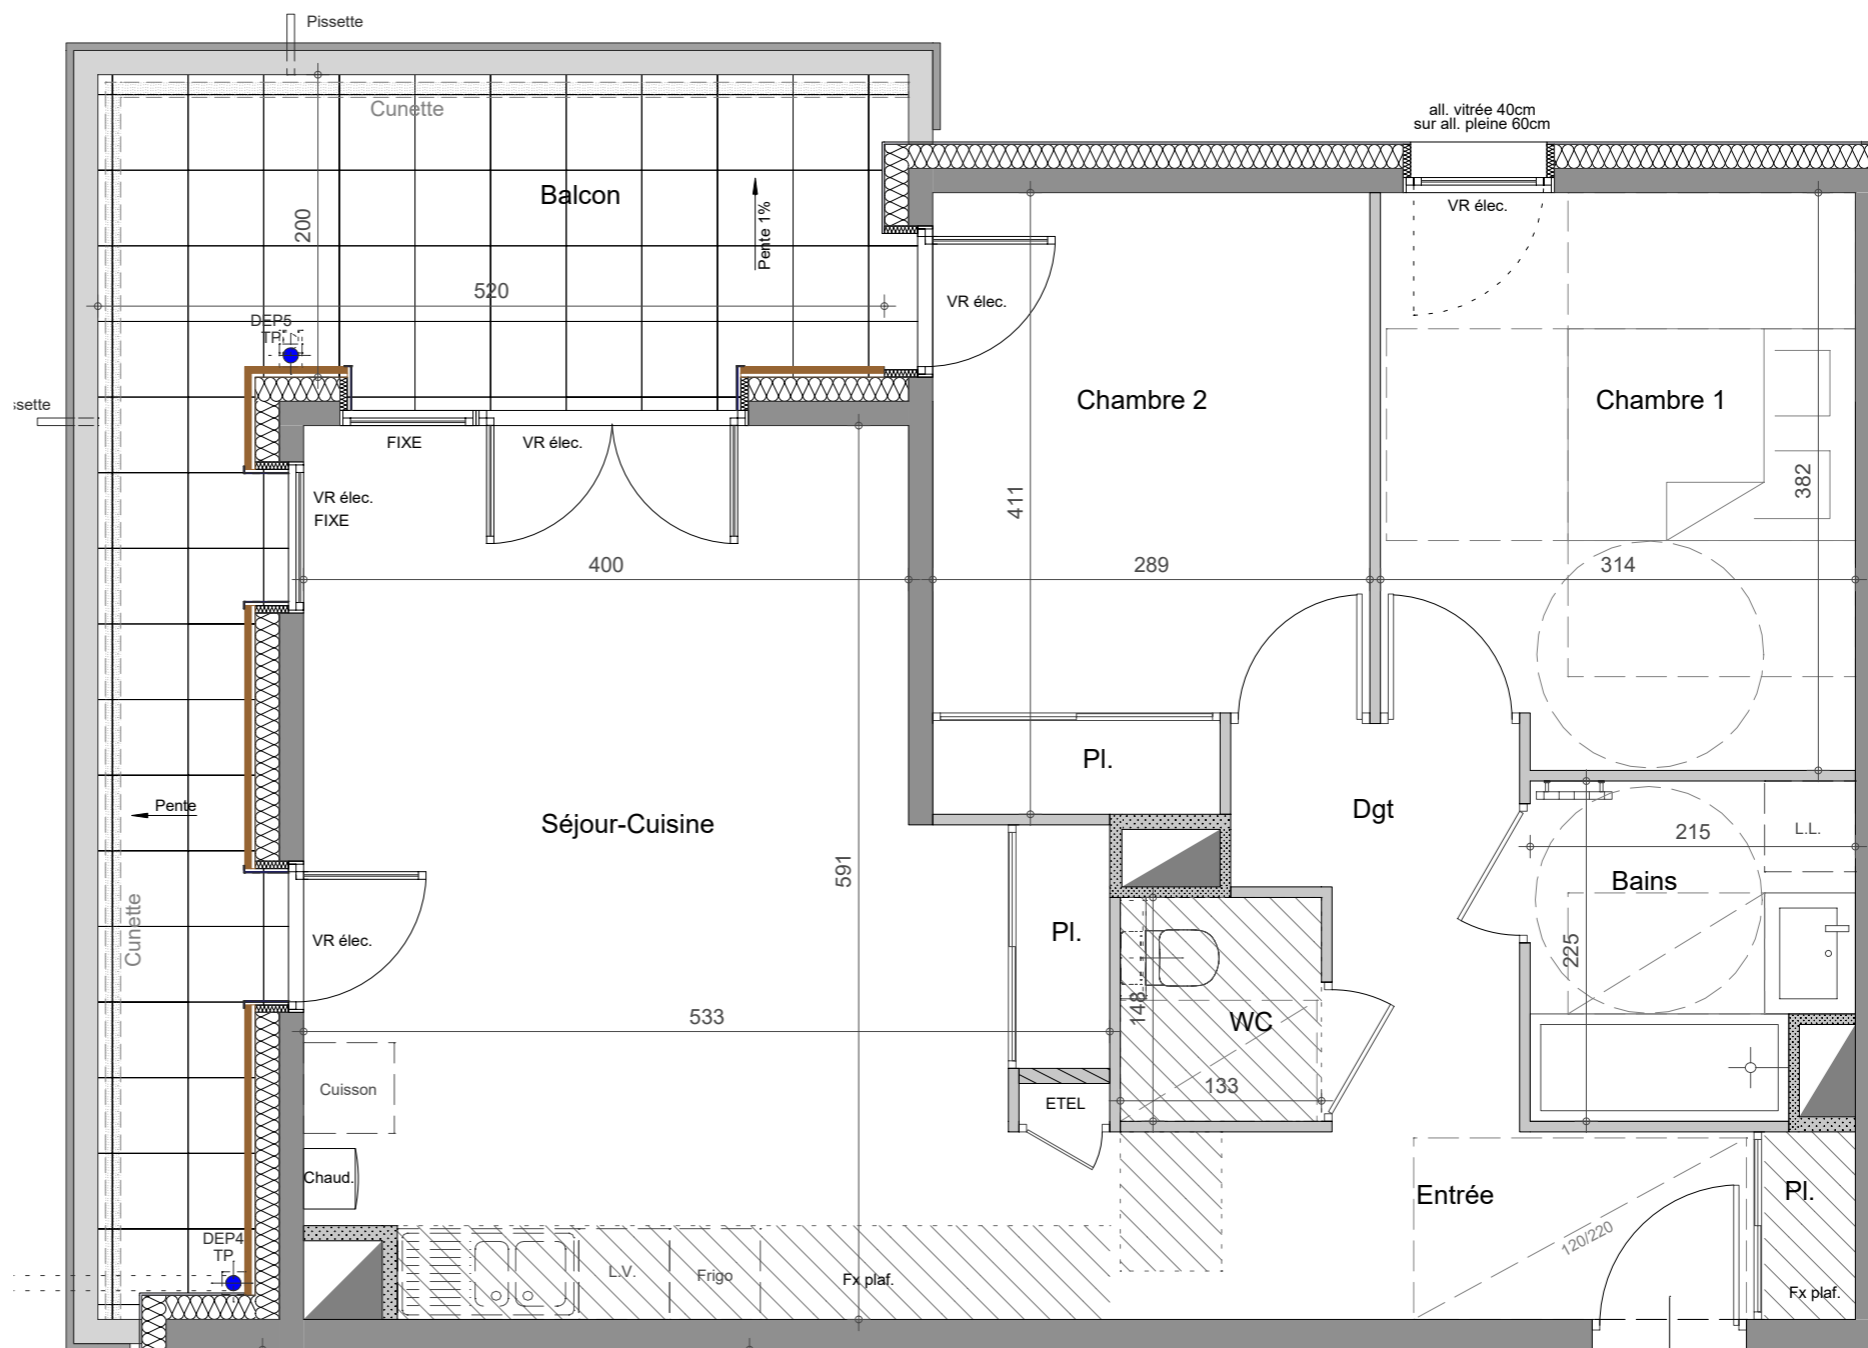 Pissette
Cunette
all. vitrée 40cm
sur all. pleine 60cm
Balcon
200
Pente 1%
VR élec.
520
VR élec.
DEP5
TP
ssette
FIXE
VR élec.
Chambre 2
Chambre 1
382
411
VR élec.
FIXE
400
289
314
Pl.
Pente
Séjour-Cuisine
Dgt
215
L.L.
591
Bains
Cunette
VR élec.
Pl.
225
148
WC
533
Cuisson
133
ETEL
Chaud.
Entrée
Pl.
120/220
DEP4
TP
L.V.
Frigo
Fx plaf.
Fx plaf.